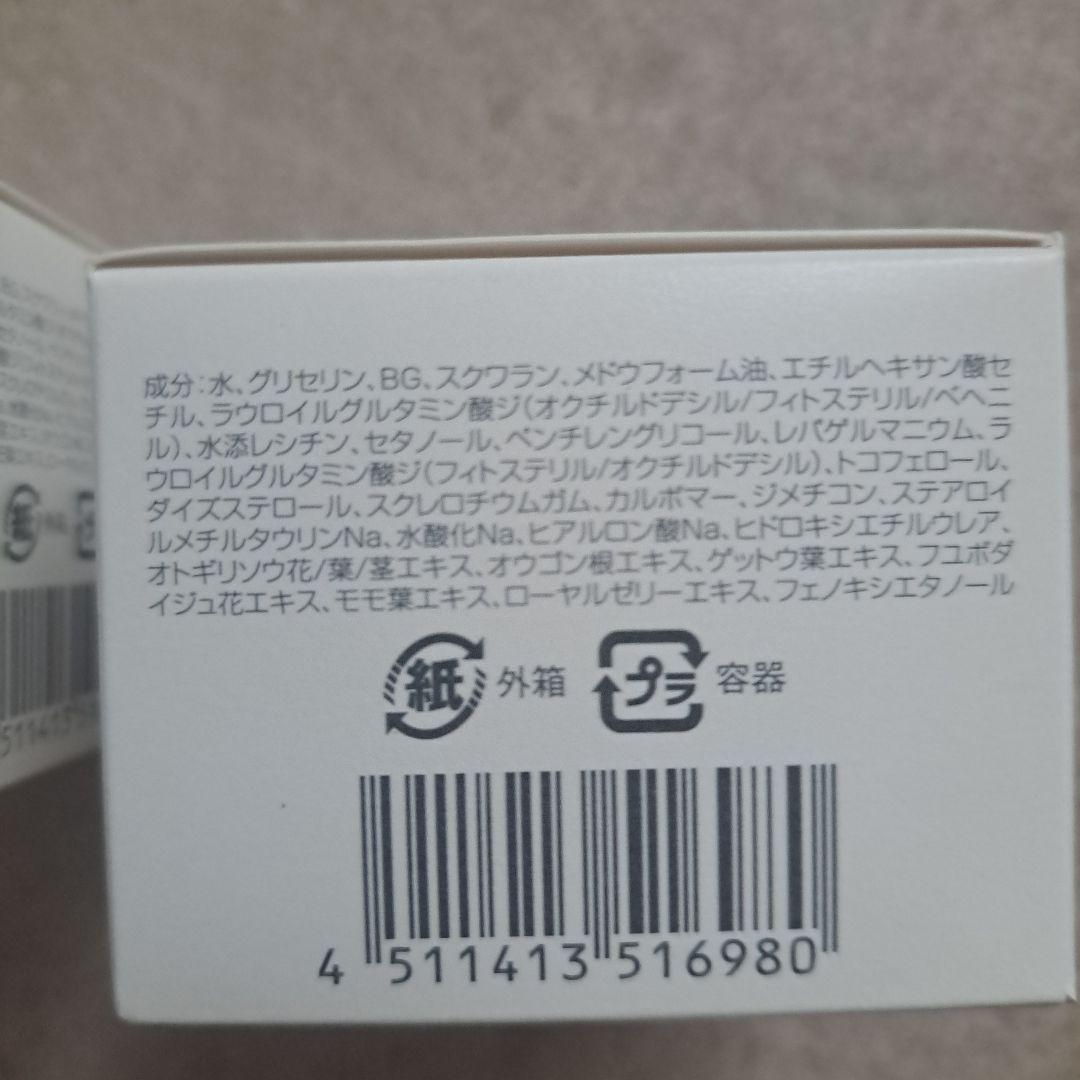 成分:水、グリセリン、BG、スクワラン、メドウフォーム油、エチルヘキサン酸セ
チル、ラウロイルグルタミン酸ジ(オクチルドデシル/フィトステリル/ベヘニ
ル)、水添レシチン、セタノール、ペンチレングリコール、レパゲルマニウム、ラ
ウロイルグルタミン酸ジ(フィトステリル/オクチルドデシル)、トコフェロール、
ダイズステロール、スクレロチウムガム、カルボマー、ジメチコン、ステアロイ
ルメチルタウリンNa、水酸化Na、ヒアルロン酸Na、ヒドロキシエチルウレア、
オトギリソウ花/葉/茎エキス、オウゴン根エキス、ゲットウ葉エキス、フユボダ
イジュ花エキス、モモ葉エキス、ローヤルゼリーエキス、フェノキシエタノール
紙 外箱 プラ 容器
4 511413 516980